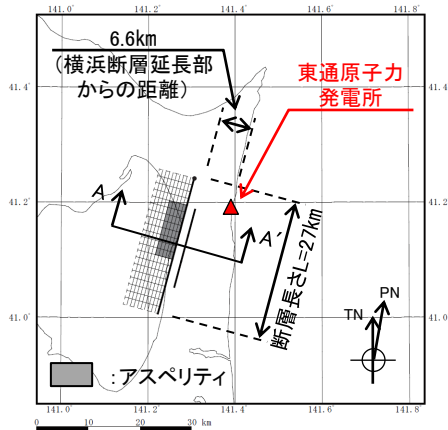 141.0°
141.2°
141.4°
141.6°
141.8°
6.6km
(横浜断層延長部
からの距離)
東通原子力
発電所
41.4°
41.4°
41.2°
41.2°
A
A´
断層長さL=27km
41.0°
41.0°
TN
PN
:アスペリティ
141.0°
141.2°
141.4°
141.6°
141.8°
0
10
20
30 km